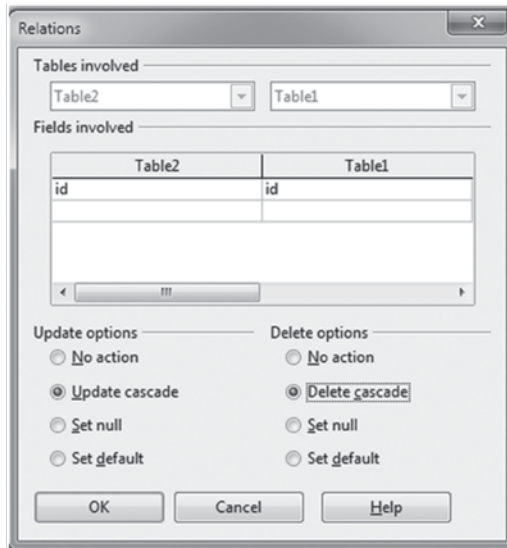 Relations
Tables involved
Table2 Table1
Fields involved
Table2 Table1
id id
Update options Delete options
No action No action
Update cascade Delete cascade
Set null Set null
Set default Set default
OK Cancel Help